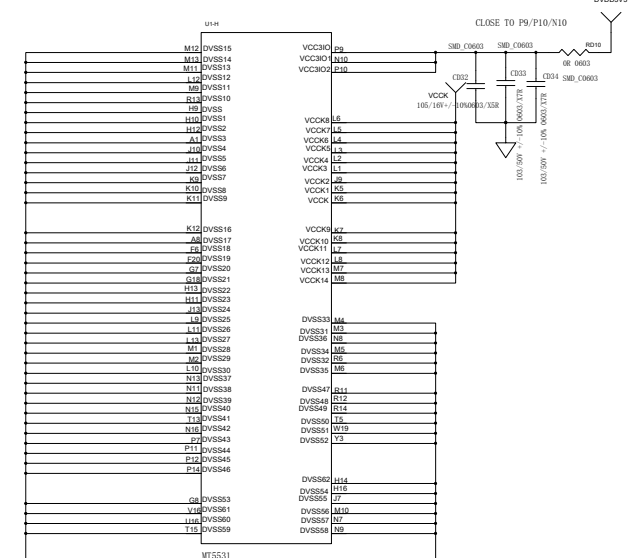 U1-H
CLOSE TO P9/P10/N10
M12 DVSS15
M13 DVSS14
M11 DVSS13
L12 DVSS12
M9 DVSS11
R13 DVSS10
H9 DVSS
H10 DVSS1
H12 DVSS2
A1 DVSS3
J10 DVSS4
J11 DVSS5
J12 DVSS6
K9 DVSS7
K10 DVSS8
K11 DVSS9
K12 DVSS16
A8 DVSS17
F6 DVSS18
F20 DVSS19
G7 DVSS20
G18 DVSS21
H13 DVSS22
H11 DVSS23
J13 DVSS24
L9 DVSS25
L11 DVSS26
L13 DVSS27
M1 DVSS28
M2 DVSS29
L10 DVSS30
N13 DVSS37
N11 DVSS38
N12 DVSS39
N15 DVSS40
T13 DVSS41
N16 DVSS42
P7 DVSS43
P11 DVSS44
P12 DVSS45
P14 DVSS46
G8 DVSS53
V16 DVSS61
U16 DVSS60
T15 DVSS59
VCC3IO P9
VCC3IO1 N10
VCC3IO2 P10
VCCK8 L6
VCCK7 L5
VCCK6 L4
VCCK5 L3
VCCK4 L2
VCCK3 L1
VCCK2 J9
VCCK1 K5
VCCK K6
VCCK9 K7
VCCK10 K8
VCCK11 L7
VCCK12 L8
VCCK13 M7
VCCK14 M8
DVSS33 M4
DVSS31 M3
DVSS36 N8
DVSS34 M5
DVSS32 R6
DVSS35 M6
DVSS47 R11
DVSS48 R12
DVSS49 R14
DVSS50 T5
DVSS51 W19
DVSS52 Y3
DVSS62 H14
DVSS54 H16
DVSS55 J7
DVSS56 M10
DVSS57 N7
DVSS58 N9
MT5531
SMD_C0603
SMD_C0603
RD10
0R 0603
CD32
CD33
CD34
SMD_C0603
VCCK
105/16V+/-10%0603/X5R
103/50V +/-10% 0603/X7R
103/50V +/-10% 0603/X7R